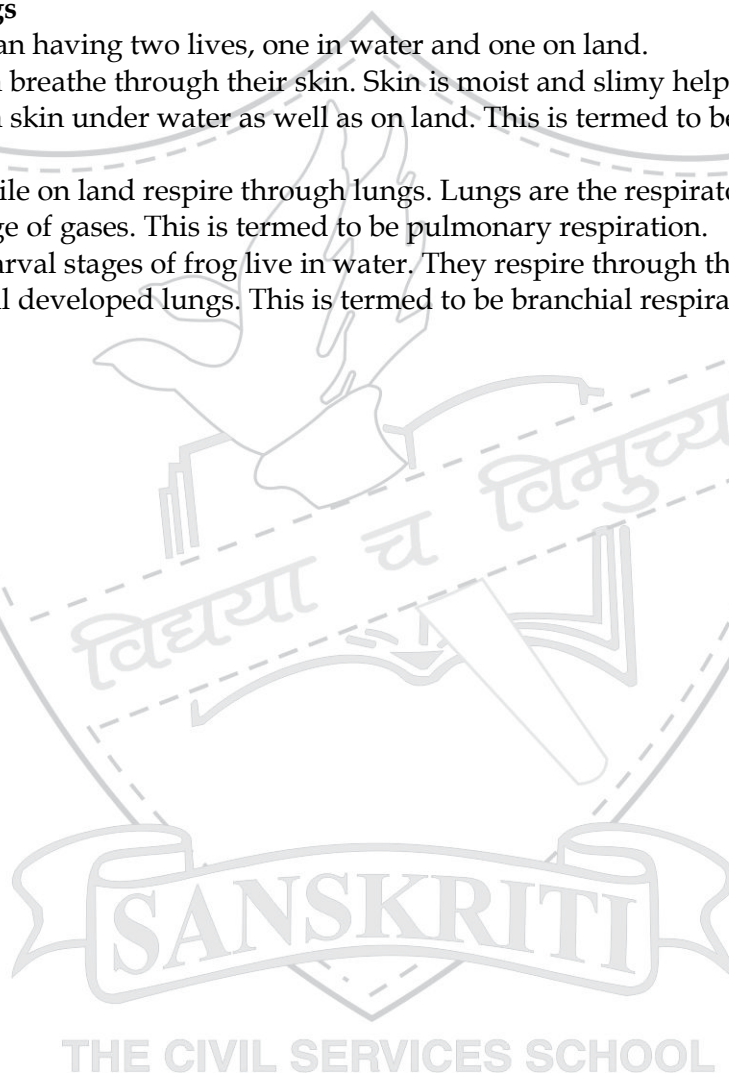 gs
an having two lives, one in water and one on land.
n breathe through their skin. Skin is moist and slimy help
n skin under water as well as on land. This is termed to be
ile on land respire through lungs. Lungs are the respirato
ge of gases. This is termed to be pulmonary respiration.
arval stages of frog live in water. They respire through th
ll developed lungs. This is termed to be branchial respira
विद्यया च विमुच्य
SANSKRITI
THE CIVIL SERVICES SCHOOL